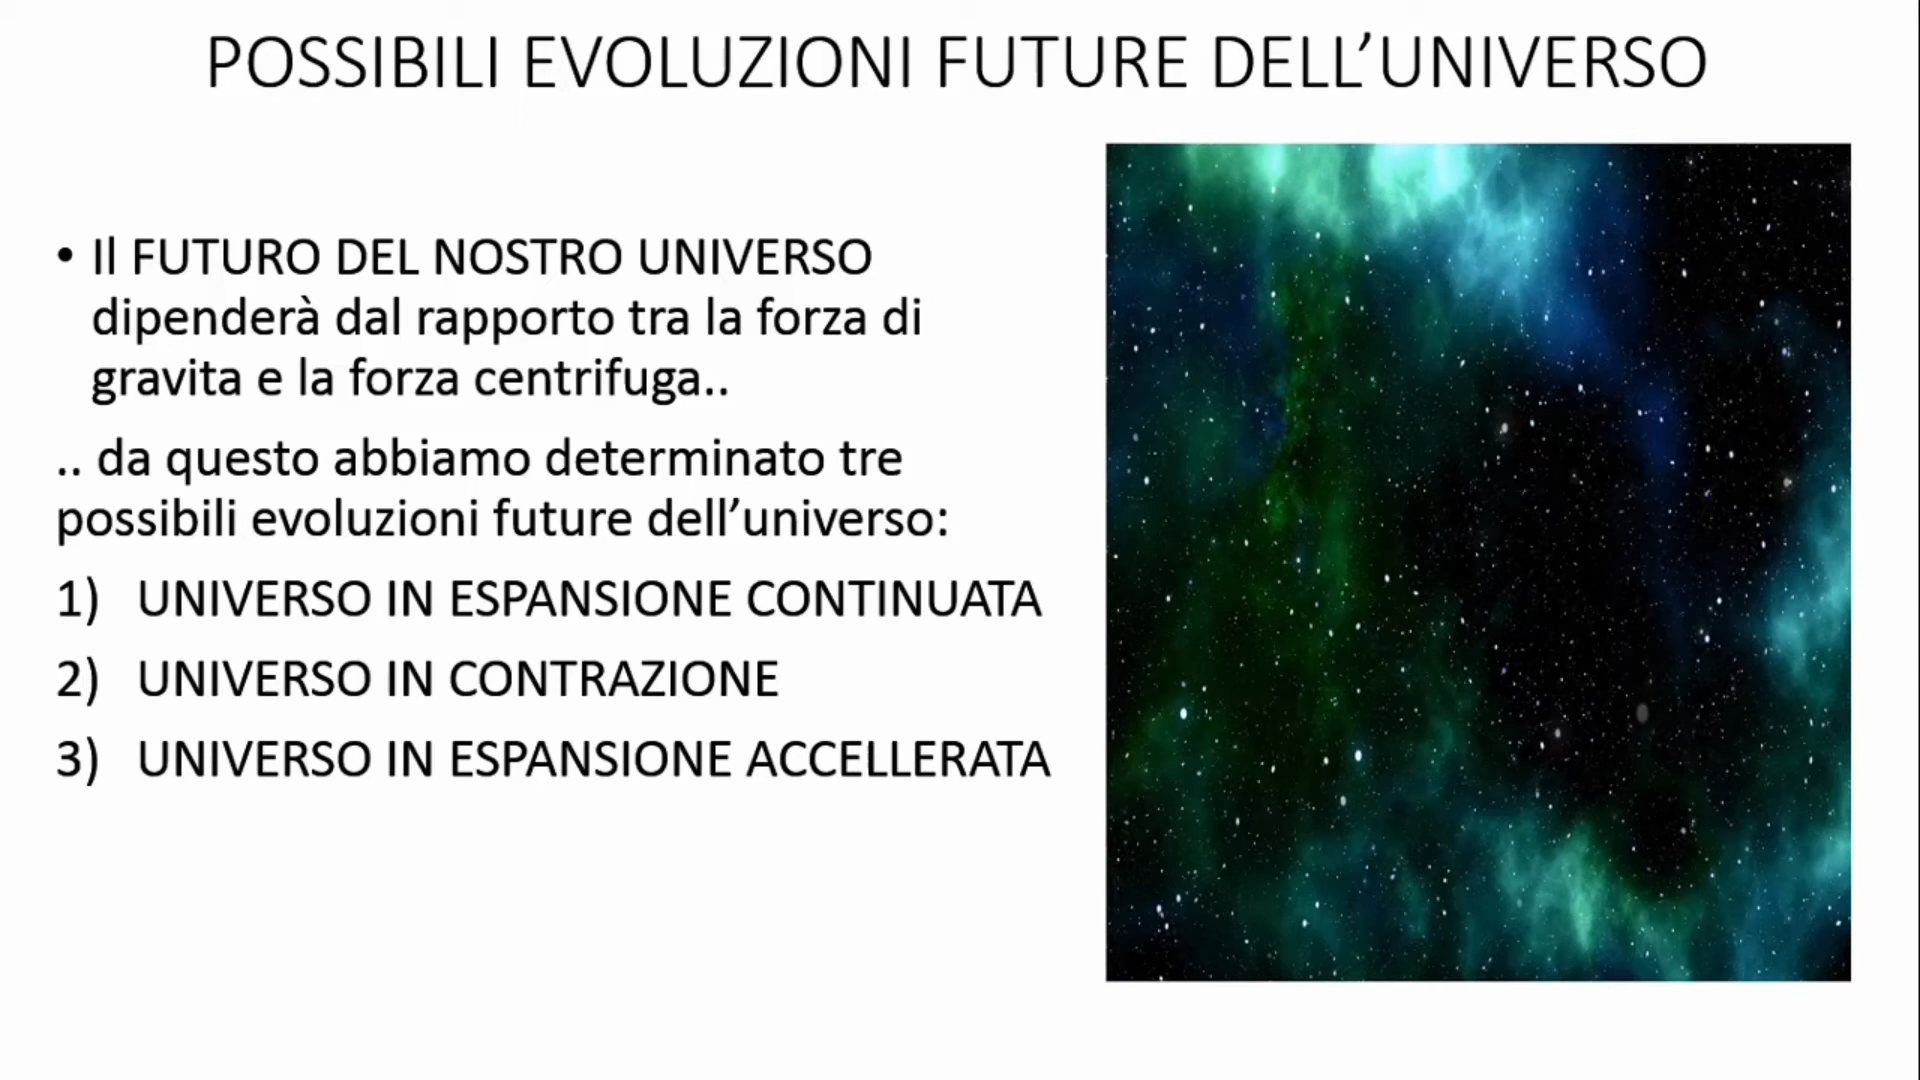 POSSIBILI EVOLUZIONI FUTURE DELL’UNIVERSO
• Il FUTURO DEL NOSTRO UNIVERSO
dipenderà dal rapporto tra la forza di
gravita e la forza centrifuga..
.. da questo abbiamo determinato tre
possibili evoluzioni future dell’universo:
1) UNIVERSO IN ESPANSIONE CONTINUATA
2) UNIVERSO IN CONTRAZIONE
3) UNIVERSO IN ESPANSIONE ACCELLERATA